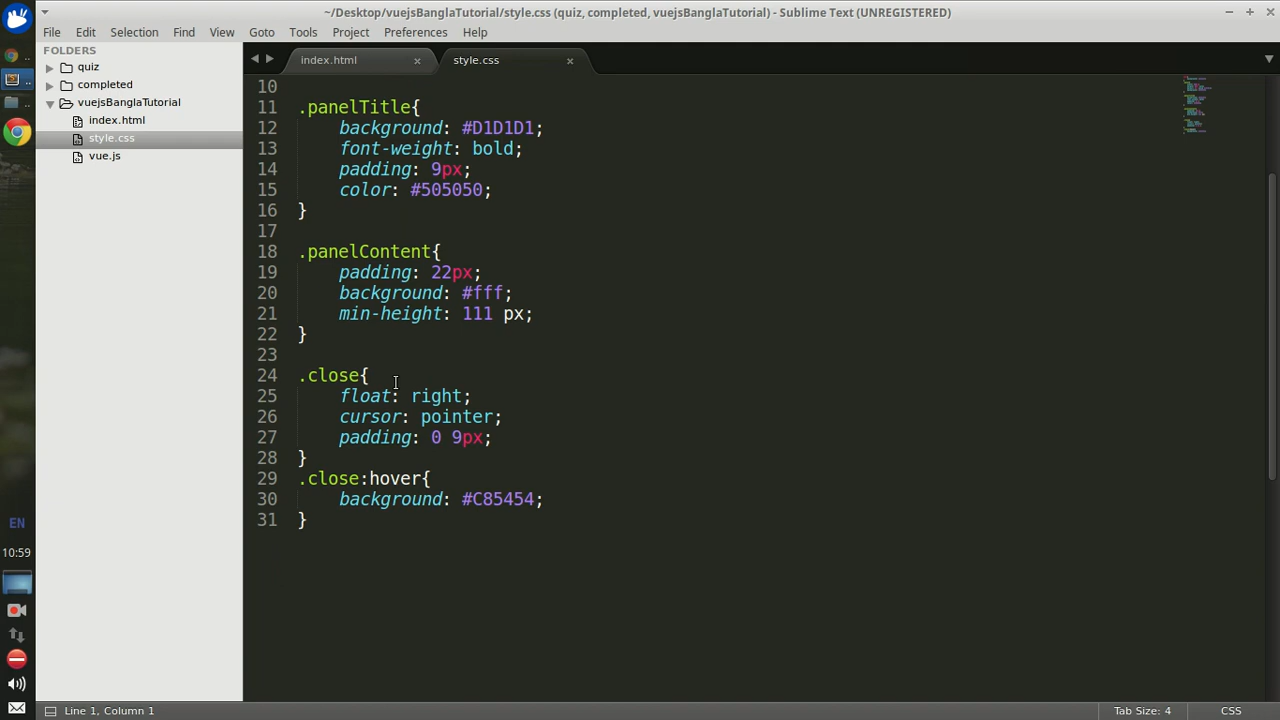 ~/Desktop/vuejsBanglaTutorial/style.css (quiz, completed, vuejsBanglaTutorial) - Sublime Text (UNREGISTERED)
File Edit Selection Find View Goto Tools Project Preferences Help
FOLDERS
quiz
completed
vuejsBanglaTutorial
index.html
style.css
vue.js
index.html × style.css ×
10
11 .panelTitle{
12 background: #D1D1D1;
13 font-weight: bold;
14 padding: 9px;
15 color: #505050;
16 }
17
18 .panelContent{
19 padding: 22px;
20 background: #fff;
21 min-height: 111 px;
22 }
23
24 .close{
25 float: right;
26 cursor: pointer;
27 padding: 0 9px;
28 }
29 .close:hover{
30 background: #C85454;
31 }
EN
10:59
Line 1, Column 1 Tab Size: 4 CSS